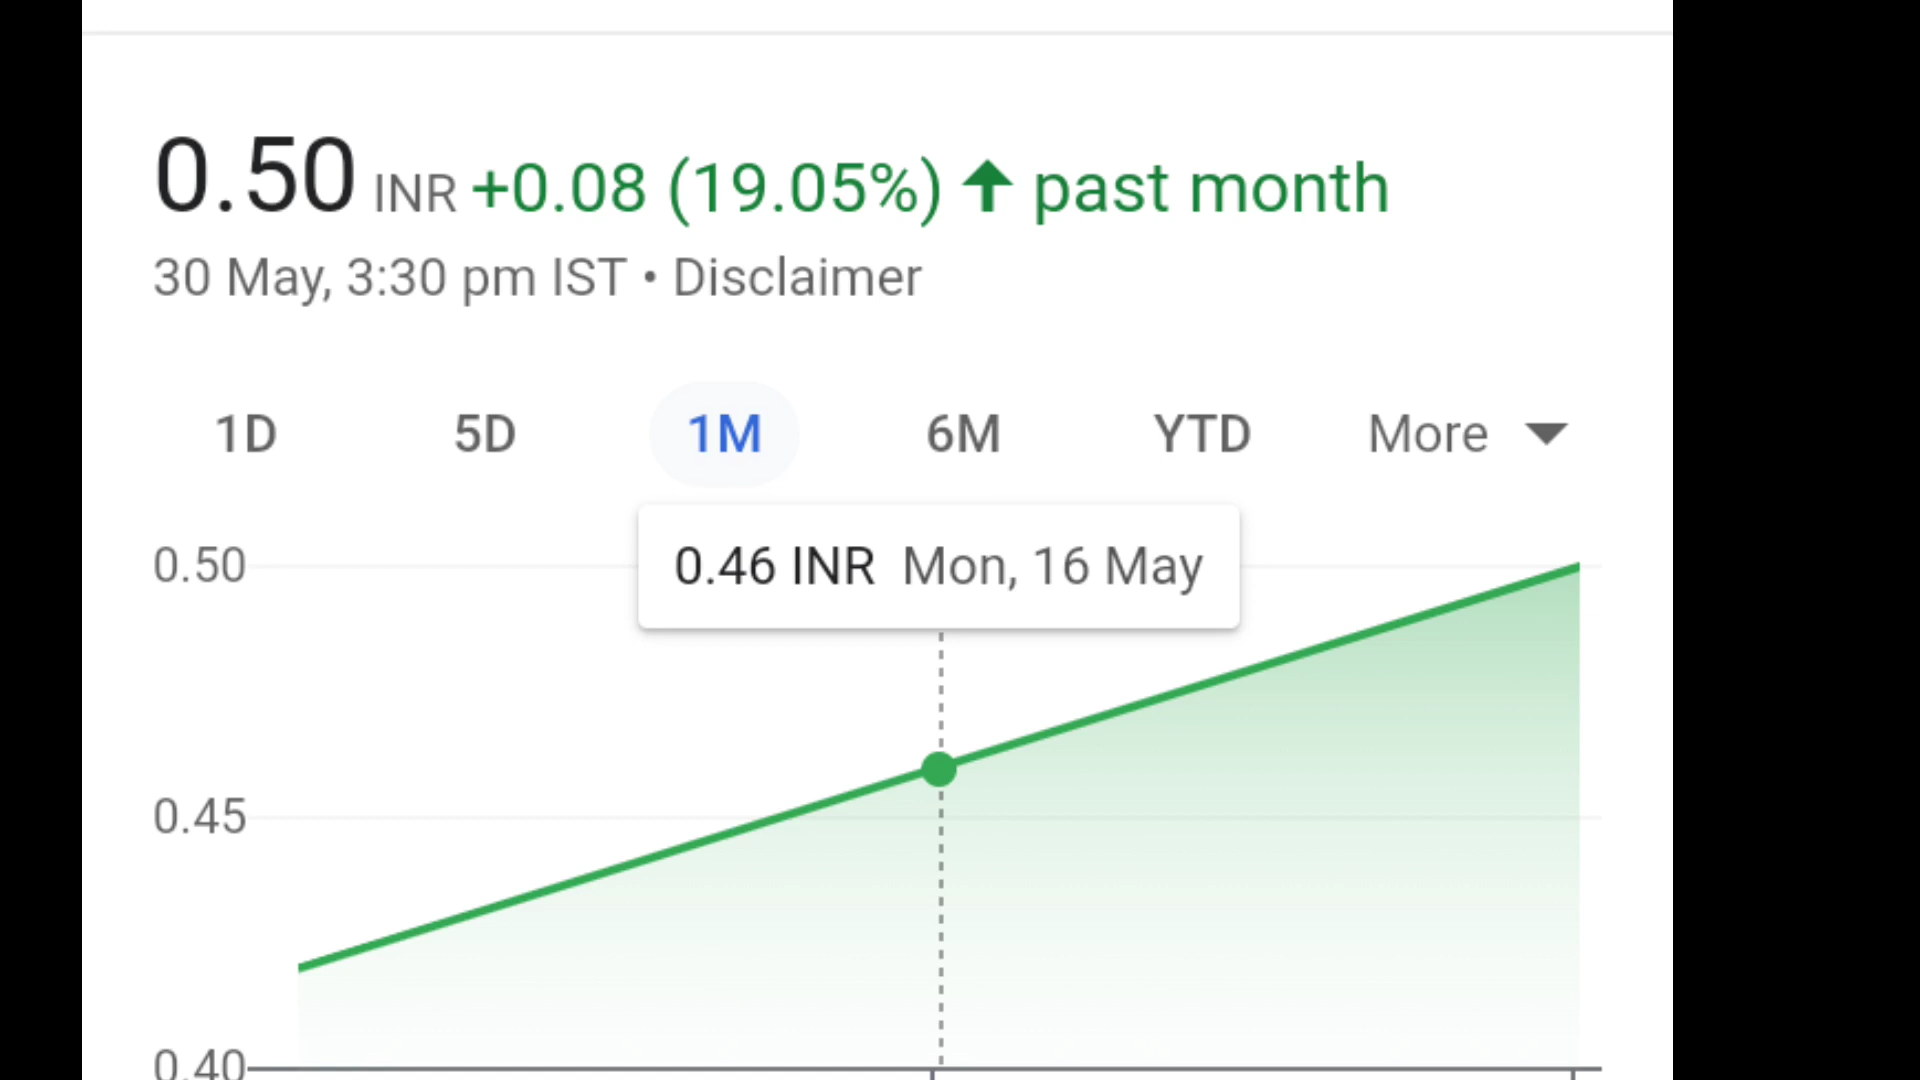 0.50 INR +0.08 (19.05%) ↑ past month
30 May, 3:30 pm IST • Disclaimer
1D 5D 1M 6M YTD More
0.46 INR Mon, 16 May
0.50
0.45
0.40